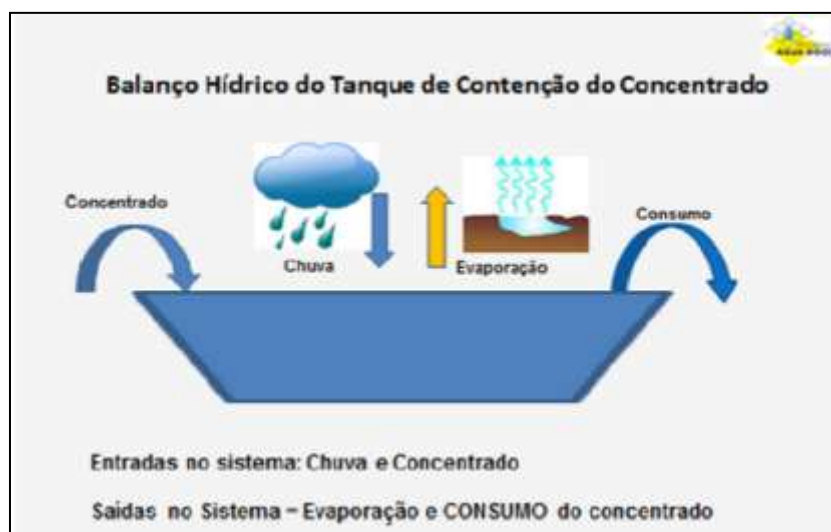 Balanço Hídrico do Tanque de Contenção do Concentrado
Concentrado
Consumo
Chuva
Evaporação
Entradas no sistema: Chuva e Concentrado
Saídas no Sistema – Evaporação e CONSUMO do concentrado